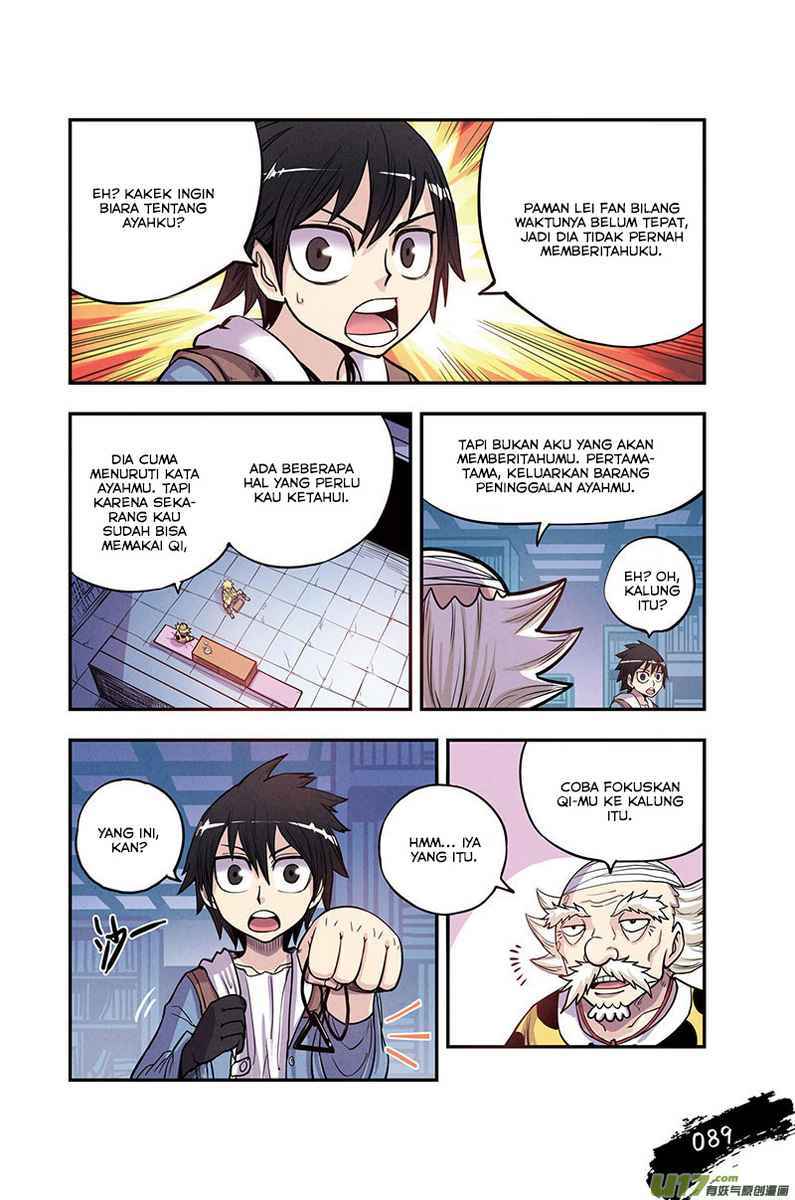 EH? KAKEK INGIN
BIARA TENTANG
AYAHKU?
PAMAN LEI FAN BILANG
WAKTUNYA BELUM TEPAT,
JADI DIA TIDAK PERNAH
MEMBERITAHUKU.
DIA CUMA
MENURUTI KATA
AYAHMU. TAPI
KARENA SEKA-
RANG KAU
SUDAH BISA
MEMAKAI QI,
ADA BEBERAPA
HAL YANG PERLU
KAU KETAHUI.
TAPI BUKAN AKU YANG AKAN
MEMBERITAHUMU. PERTAMA-
TAMA, KELUARKAN BARANG
PENINGGALAN AYAHMU.
EH? OH,
KALUNG
ITU?
YANG INI,
KAN?
沙—
HMM... IYA
YANG ITU.
COBA FOKUSKAN
QI-MU KE KALUNG
ITU.
089
U17.com
有妖气原创漫画